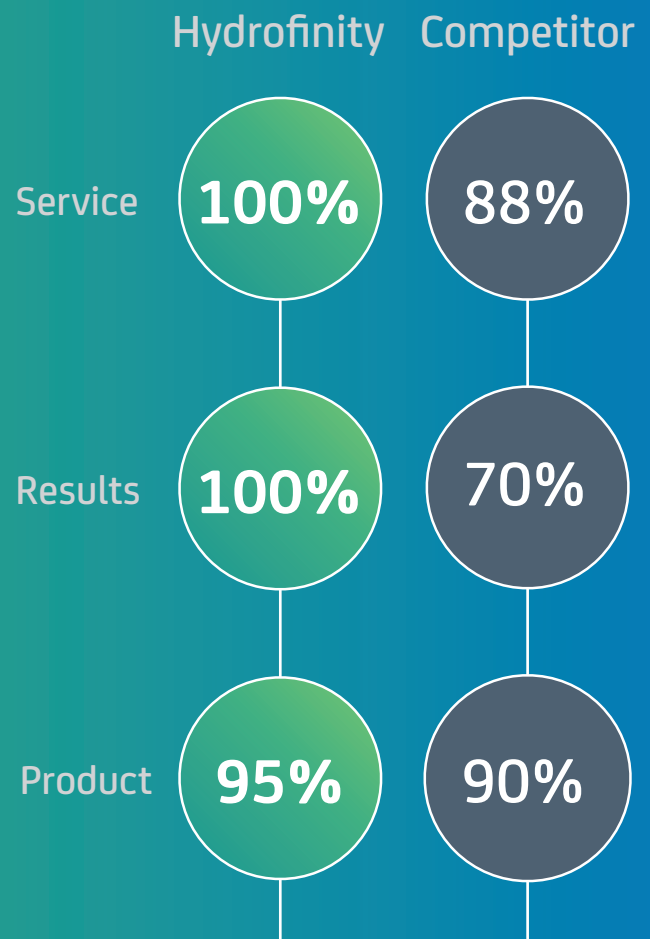 Hydrofinity Competitor
Service 100% 88%
Results 100% 70%
Product 95% 90%